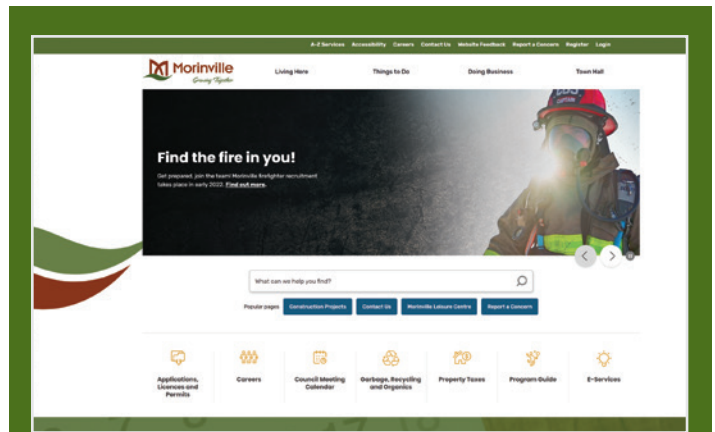 A-Z Services Accessibility Careers Contact Us Website Feedback Report a Concern Register Login
Morinville
Growing Together
Living Here Things to Do Doing Business Town Hall
CAPTAIN
Find the fire in you!
Get prepared, join the team! Morinville firefighter recruitment
takes place in early 2022. Find out more.
What can we help you find?
Popular pages Construction Projects Contact Us Morinville Leisure Centre Report a Concern
Applications,
Licences and
Permits
Careers
Council Meeting
Calendar
Garbage, Recycling
and Organics
Property Taxes
Program Guide
E-Services